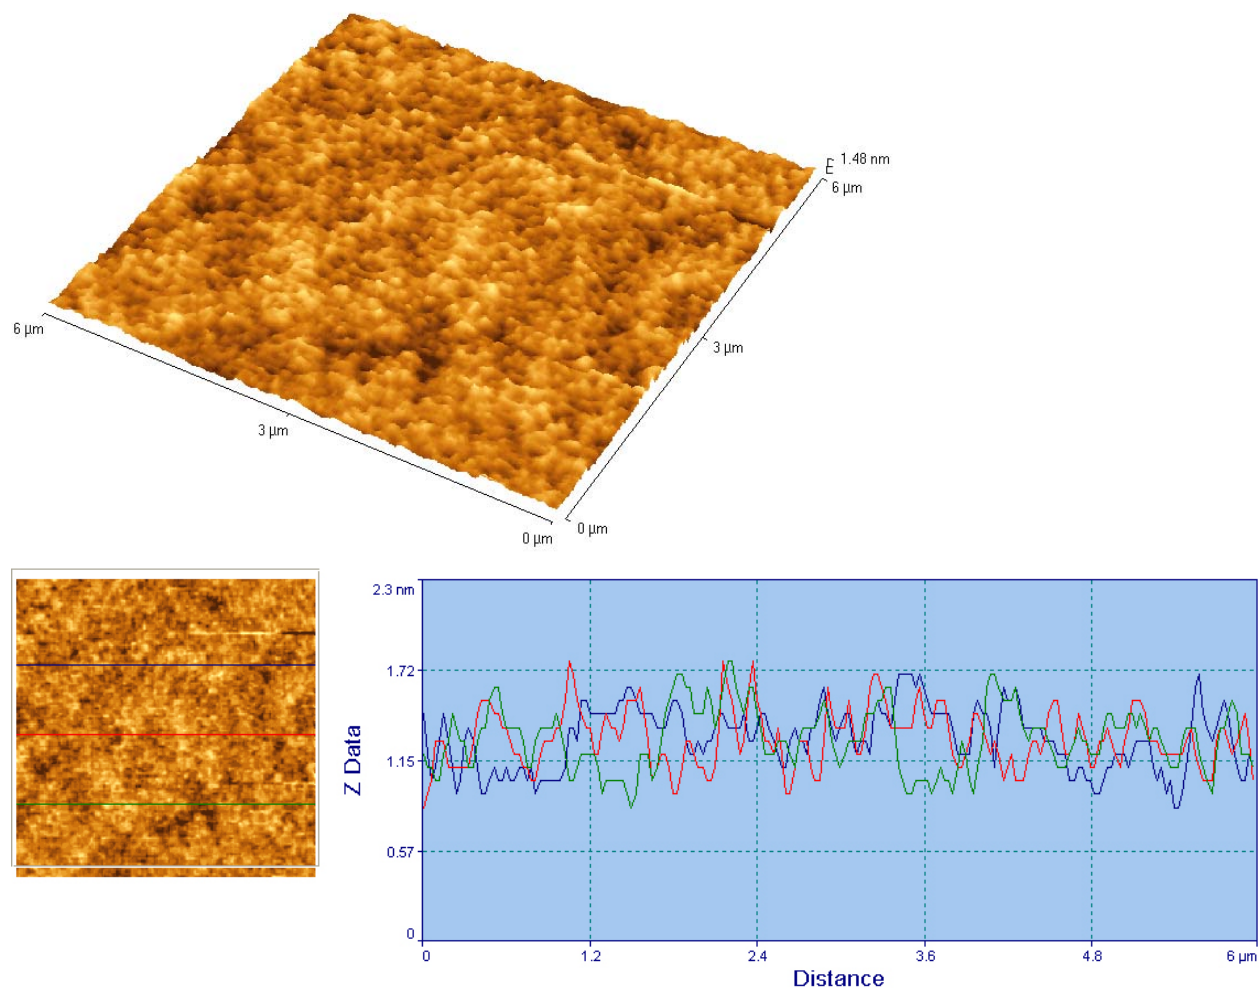 1.48 nm
6 µm
6 µm
3 µm
3 µm
0 µm
0 µm
2.3 nm
1.72
1.15
0.57
0
Z Data
0
1.2
2.4
3.6
4.8
6 µm
Distance